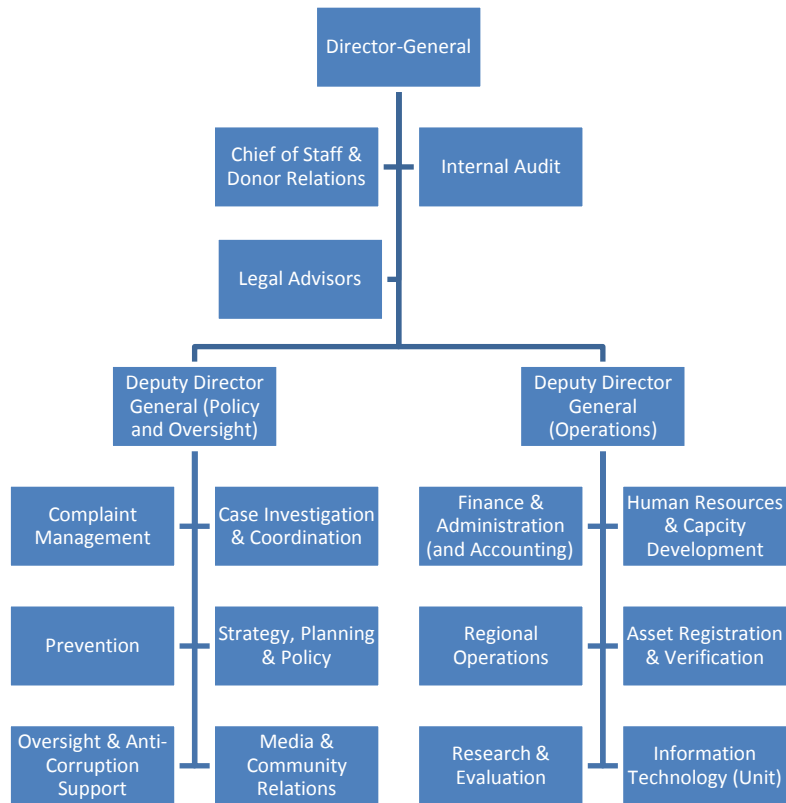 Director-General
Chief of Staff &
Donor Relations
Internal Audit
Legal Advisors
Deputy Director
General (Policy
and Oversight)
Deputy Director
General
(Operations)
Complaint
Management
Case Investigation
& Coordination
Finance &
Administration
(and Accounting)
Human Resources
& Capcity
Development
Prevention
Strategy, Planning
& Policy
Regional
Operations
Asset Registration
& Verification
Oversight & Anti-
Corruption
Support
Media &
Community
Relations
Research &
Evaluation
Information
Technology (Unit)